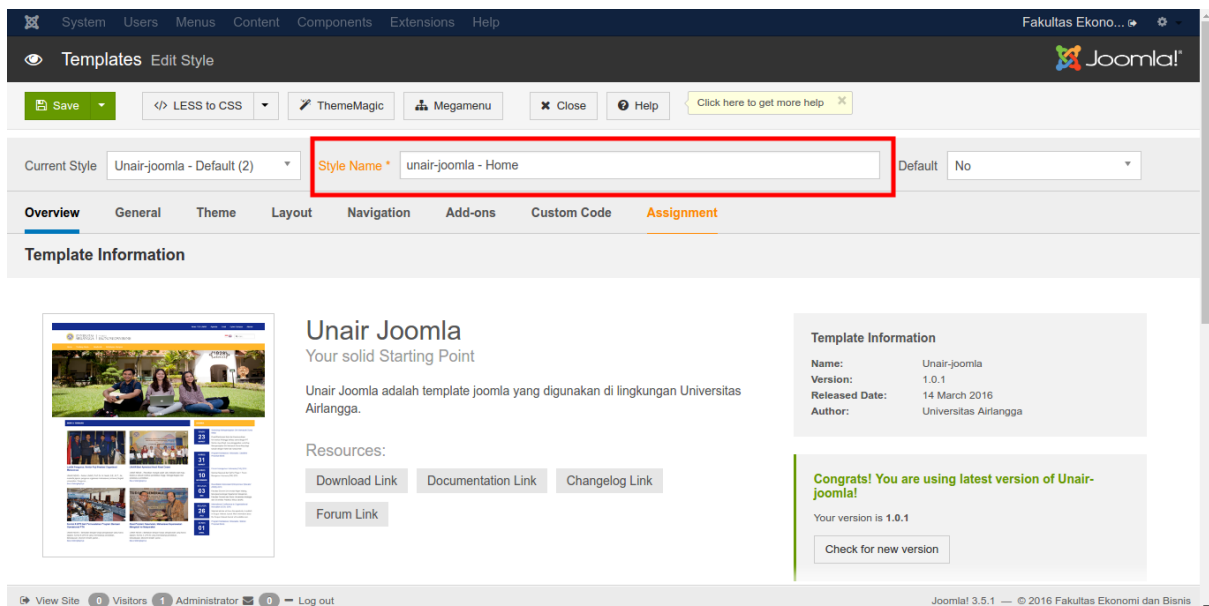 System Users Menus Content Components Extensions Help Fakultas Ekono...
Templates Edit Style Joomla!
Save LESS to CSS ThemeMagic Megamenu Close Help Click here to get more help
Current Style Unair-joomla - Default (2) Style Name * unair-joomla - Home Default No
Overview General Theme Layout Navigation Add-ons Custom Code Assignment
Template Information
Unair Joomla
Your solid Starting Point
Unair Joomla adalah template joomla yang digunakan di lingkungan Universitas
Airlangga.
Resources:
Download Link Documentation Link Changelog Link
Forum Link
Template Information
Name: Unair-joomla
Version: 1.0.1
Released Date: 14 March 2016
Author: Universitas Airlangga
Congrats! You are using latest version of Unair-
joomla!
Your version is 1.0.1
Check for new version
23
31
10
03
26
01
View Site 0 Visitors 1 Administrator 0 Log out Joomla! 3.5.1 — © 2016 Fakultas Ekonomi dan Bisnis